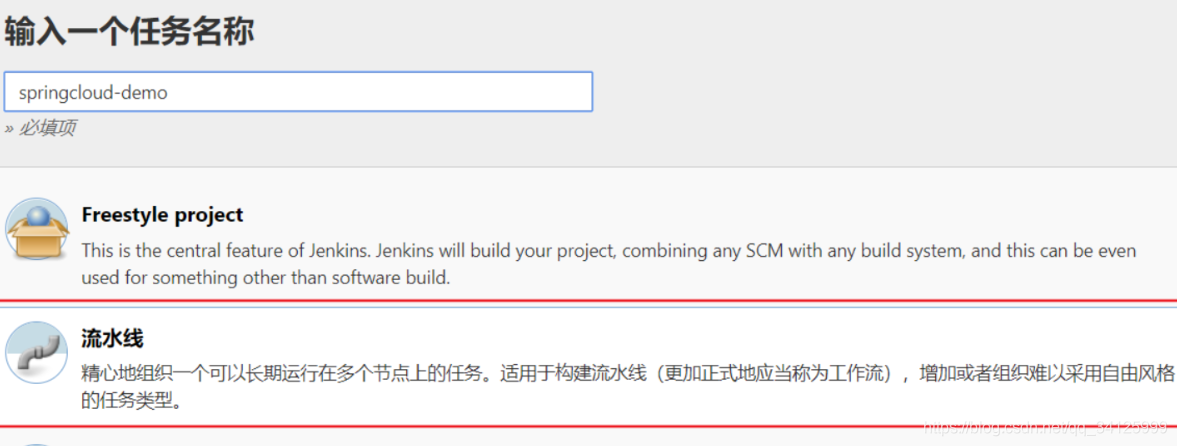 输入一个任务名称
springcloud-demo
» 必填项
Freestyle project
This is the central feature of Jenkins. Jenkins will build your project, combining any SCM with any build system, and this can be even
used for something other than software build.
流水线
精心地组织一个可以长期运行在多个节点上的任务。适用于构建流水线（更加正式地应当称为工作流），增加或者组织难以采用自由风格
的任务类型。
https://blog.csdn.net/qq_34125999